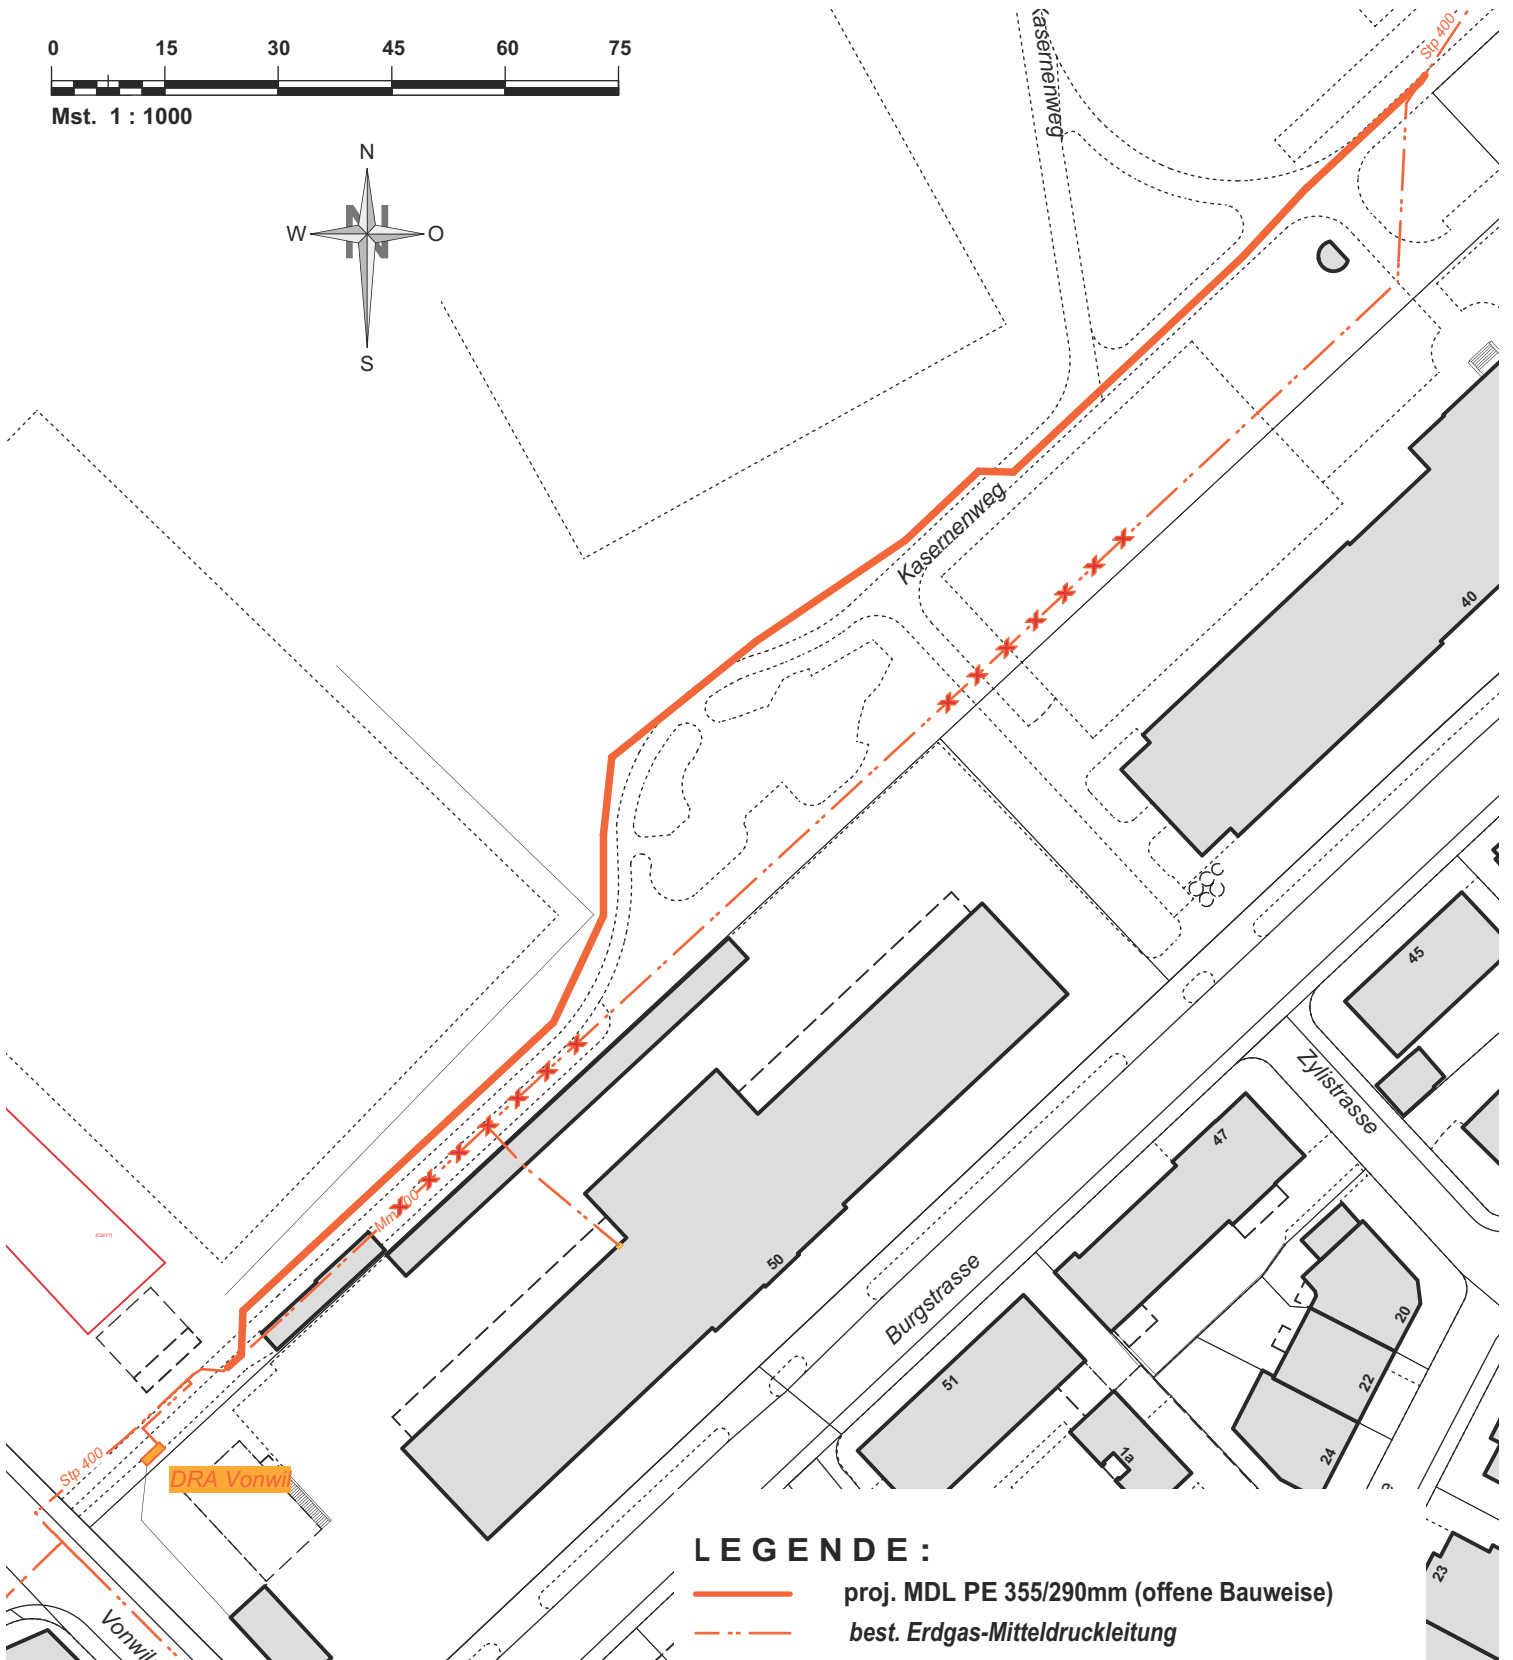 0 15 30 45 60 75
Mst. 1 : 1000
N
W O
S
Kasernenweg
Stp 400
Kasernenweg
40
45
Zylistrasse
47
Mm 400
50
Burgstrasse
20
22
24
51
1a
Stp 400
DRA Vonwil
23
Vonwil
LEGENDE:
proj. MDL PE 355/290mm (offene Bauweise)
best. Erdgas-Mitteldruckleitung